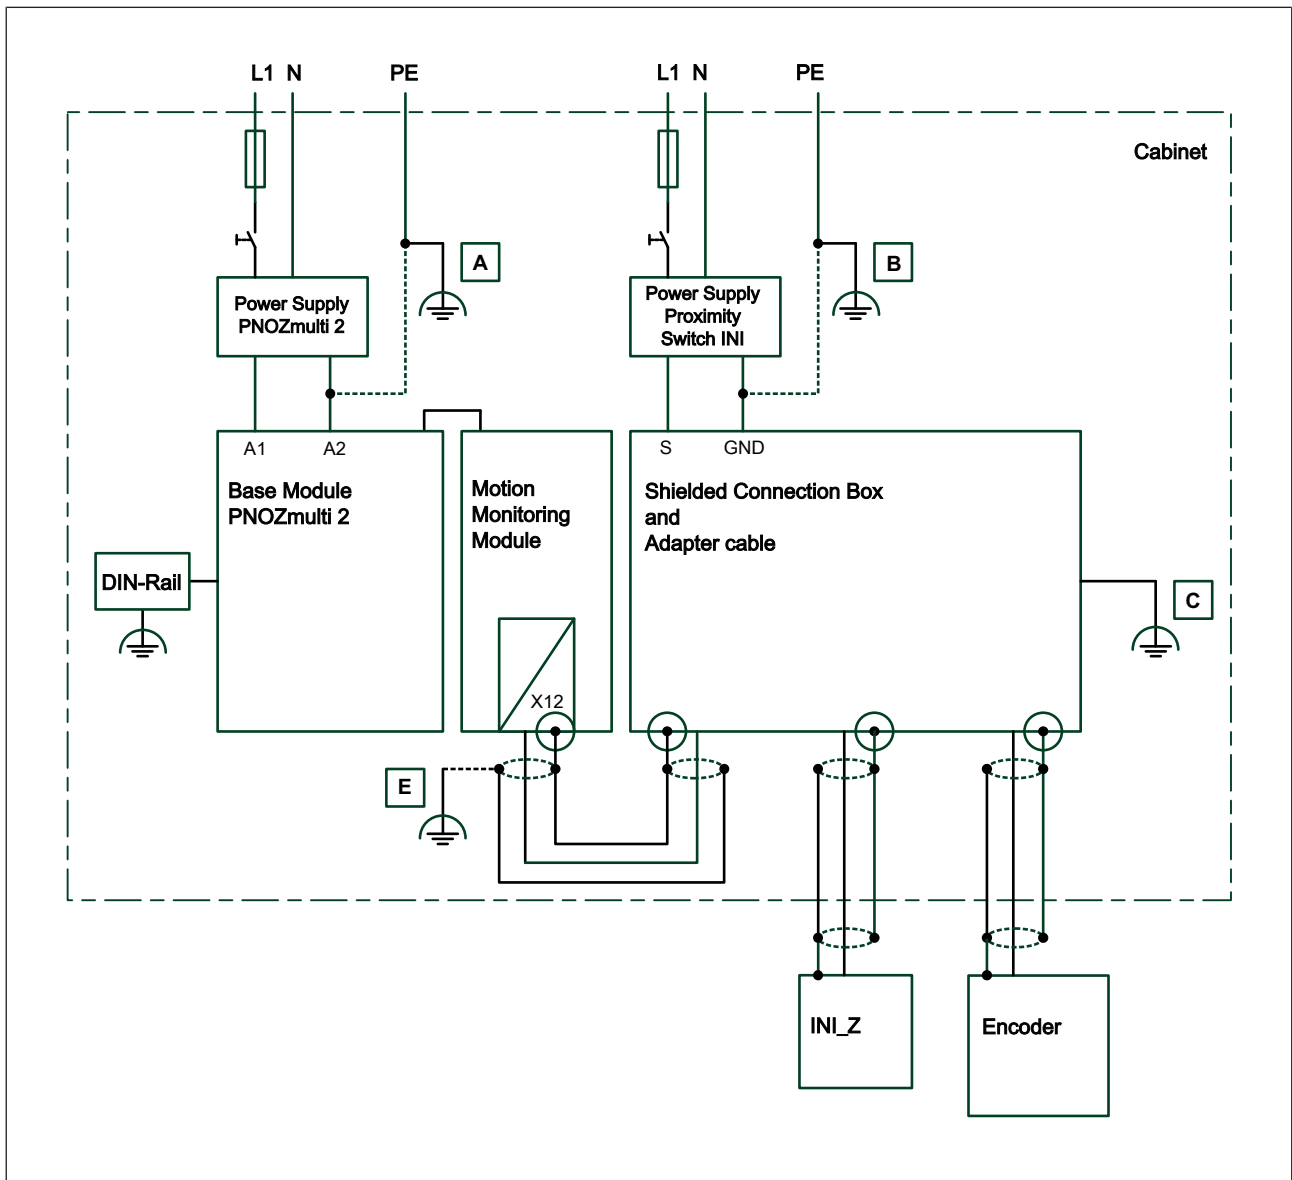 L1 N PE L1 N PE
Cabinet
A
B
Power Supply
PNOZmulti 2
Power Supply
Proximity
Switch INI
A1 A2
S GND
Base Module
PNOZmulti 2
Motion
Monitoring
Module
Shielded Connection Box
and
Adapter cable
DIN-Rail
C
X12
E
INI_Z
Encoder